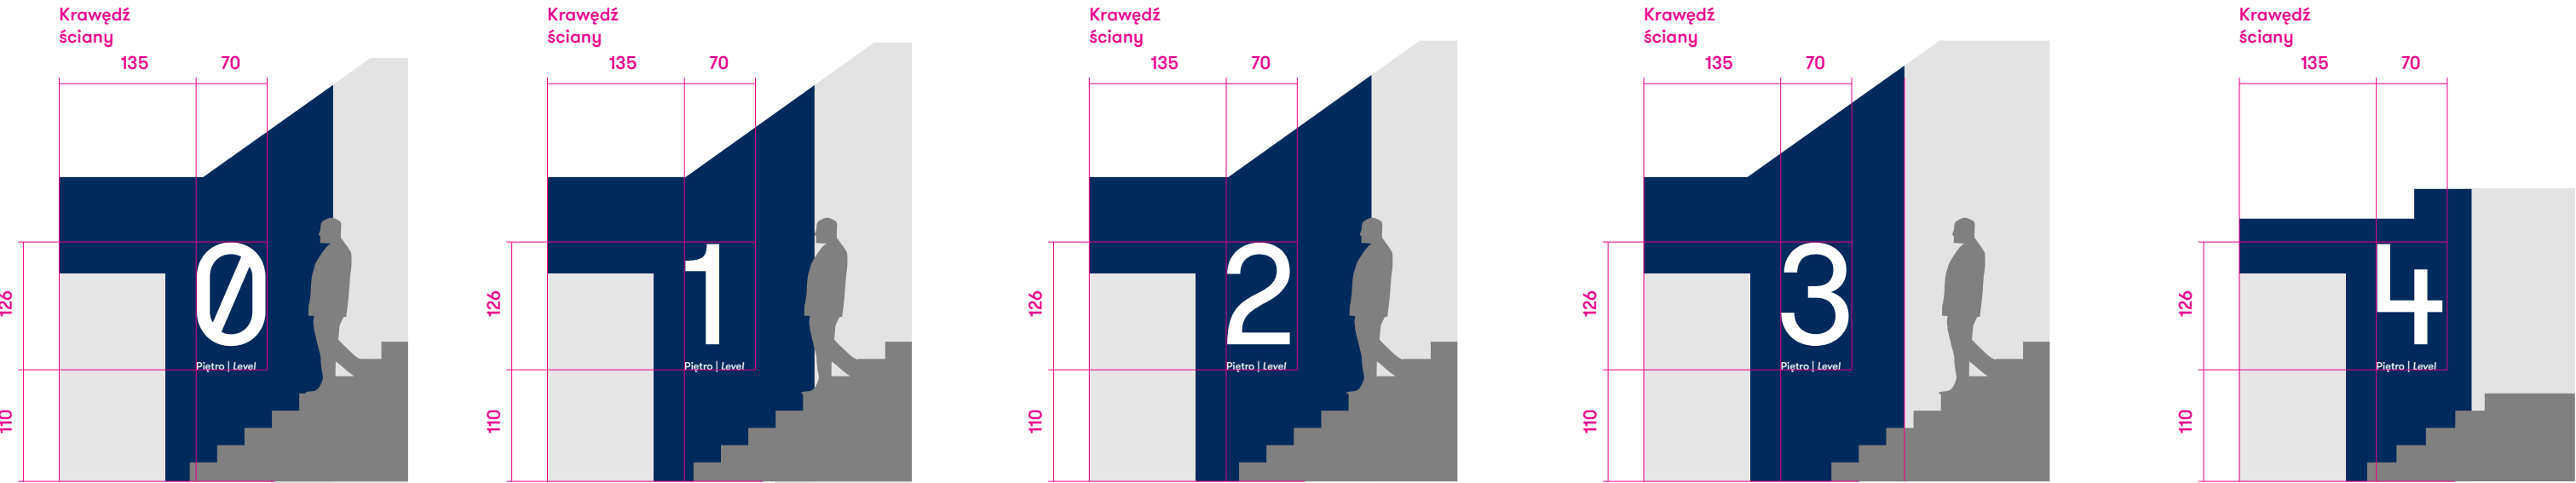 Krawędź
ściany
135 70
126
110
0
Piętro | Level
Krawędź
ściany
135 70
126
110
1
Piętro | Level
Krawędź
ściany
135 70
126
110
2
Piętro | Level
Krawędź
ściany
135 70
126
110
3
Piętro | Level
Krawędź
ściany
135 70
126
110
4
Piętro | Level